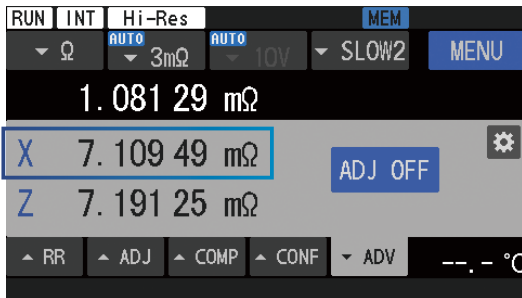 RUN INT Hi-Res MEM
Ω AUTO 3mΩ AUTO 10V SLOW2 MENU
1.081 29 mΩ
X 7.109 49 mΩ
ADJ OFF
Z 7.191 25 mΩ
RR ADJ COMP CONF ADV --.- °C